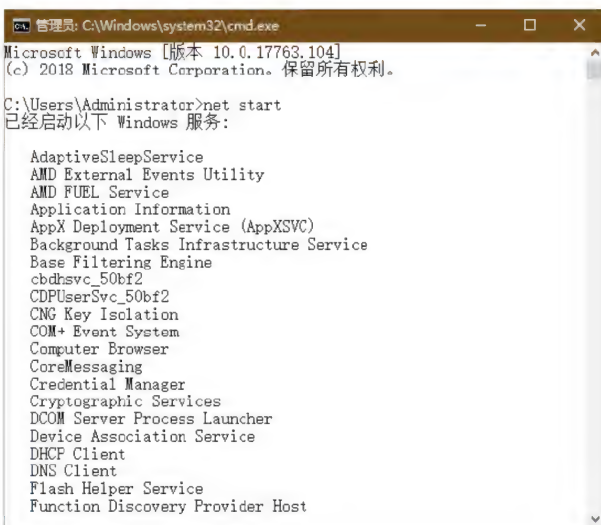 管理员: C:\Windows\system32\cmd.exe
Microsoft Windows [版本 10.0.17763.104]
(c) 2018 Microsoft Corporation。保留所有权利。
C:\Users\Administrator>net start
已经启动以下 Windows 服务:
AdaptiveSleepService
AMD External Events Utility
AMD FUEL Service
Application Information
AppX Deployment Service (AppXSVC)
Background Tasks Infrastructure Service
Base Filtering Engine
cbdhsvc_50bf2
CDPUserSvc_50bf2
CNG Key Isolation
COM+ Event System
Computer Browser
CoreMessaging
Credential Manager
Cryptographic Services
DCOM Server Process Launcher
Device Association Service
DHCP Client
DNS Client
Flash Helper Service
Function Discovery Provider Host